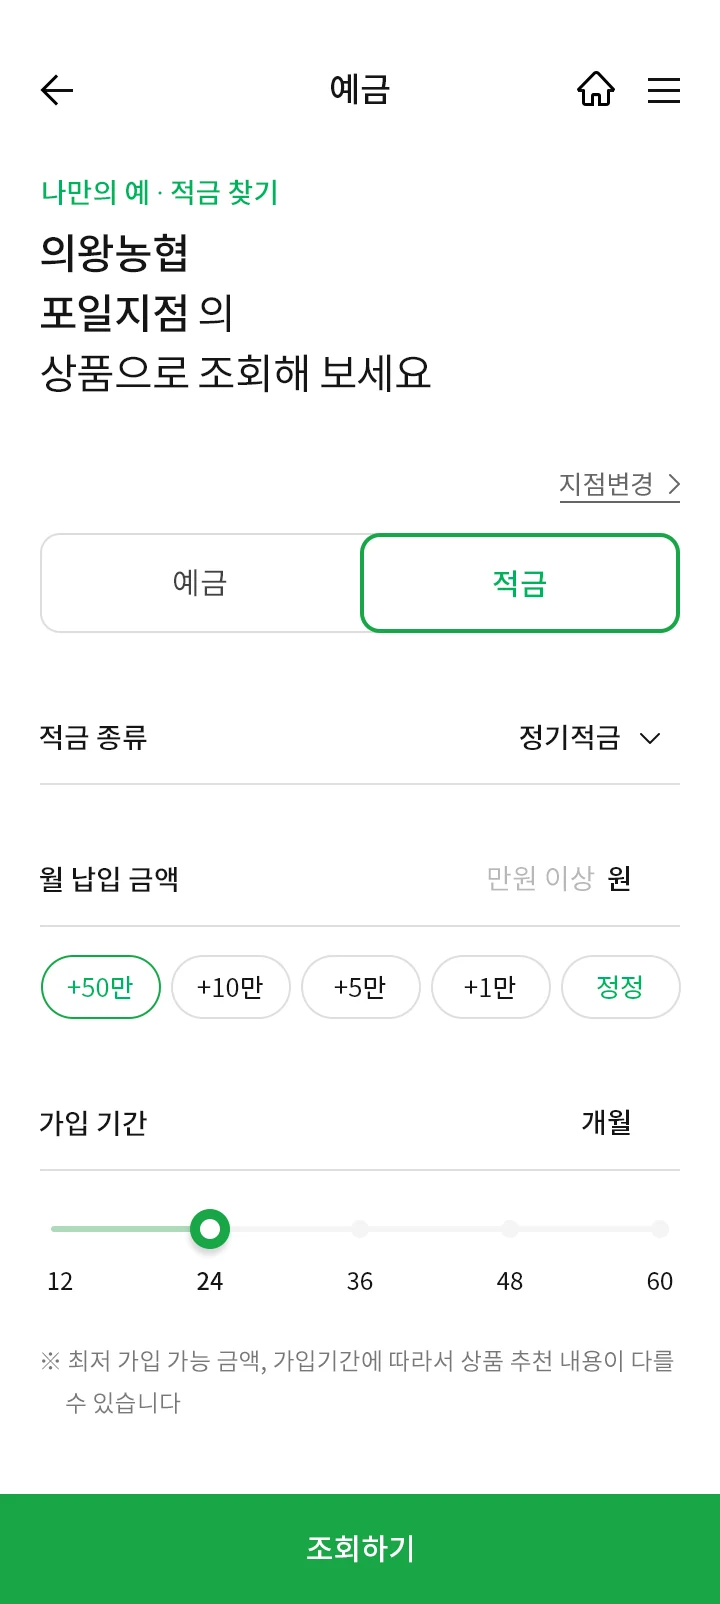 예금
나만의 예 · 적금 찾기
의왕농협
포일지점 의
상품으로 조회해 보세요
지점변경
예금 적금
적금 종류 정기적금
월 납입 금액 만원 이상 원
+50만 +10만 +5만 +1만 정정
가입 기간 개월
12 24 36 48 60
※ 최저 가입 가능 금액, 가입기간에 따라서 상품 추천 내용이 다를
수 있습니다
조회하기